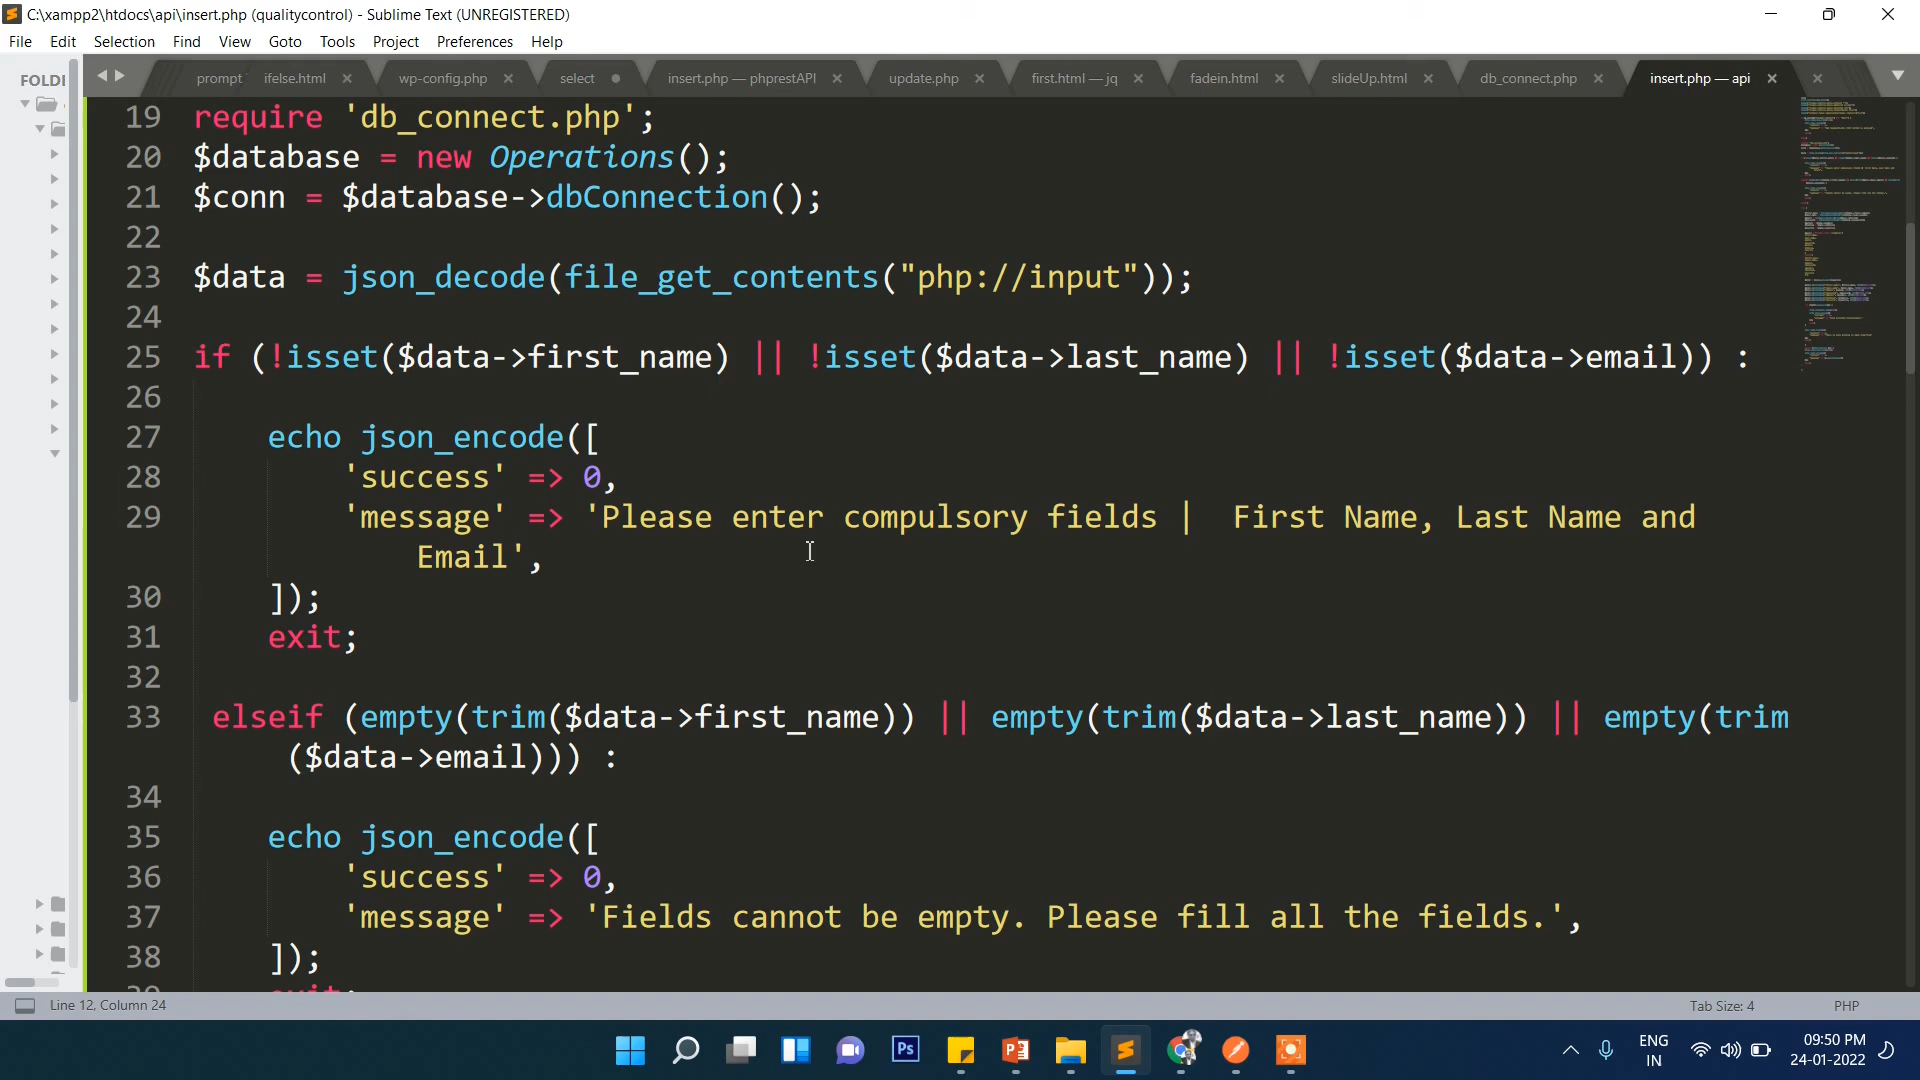 C:\xampp2\htdocs\api\insert.php (qualitycontrol) - Sublime Text (UNREGISTERED)
File Edit Selection Find View Goto Tools Project Preferences Help
FOLDI
prompt ifelse.html wp-config.php select insert.php — phprestAPI update.php first.html — jq fadein.html slideUp.html db_connect.php insert.php — api
19 require 'db_connect.php';
20 $database = new Operations();
21 $conn = $database->dbConnection();
22
23 $data = json_decode(file_get_contents("php://input"));
24
25 if (!isset($data->first_name) || !isset($data->last_name) || !isset($data->email)) :
26
27 echo json_encode([
28 'success' => 0,
29 'message' => 'Please enter compulsory fields |  First Name, Last Name and
Email',
30 ]);
31 exit;
32
33 elseif (empty(trim($data->first_name)) || empty(trim($data->last_name)) || empty(trim
($data->email))) :
34
35 echo json_encode([
36 'success' => 0,
37 'message' => 'Fields cannot be empty. Please fill all the fields.',
38 ]);
39 exit;
Line 12, Column 24 Tab Size: 4 PHP
Ps
ENG
IN
09:50 PM
24-01-2022